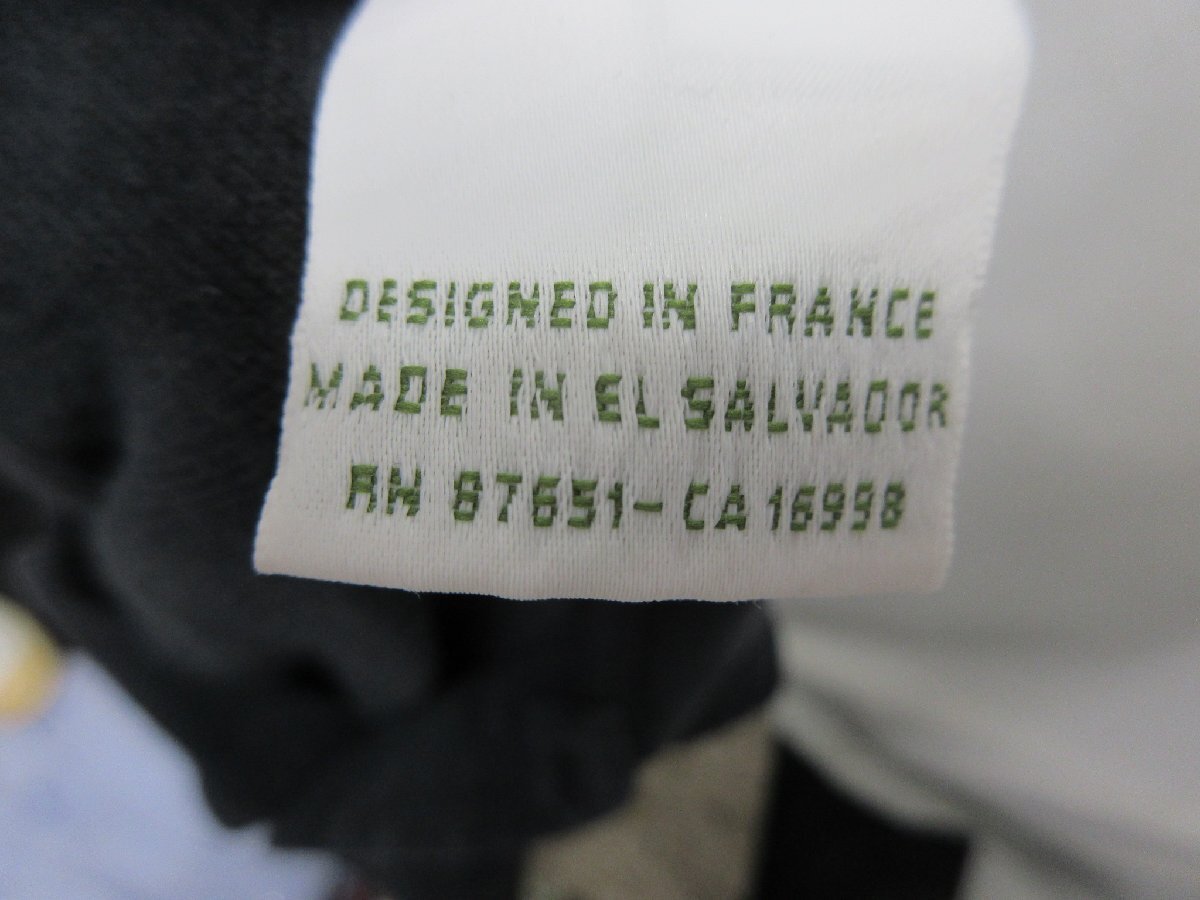 DESIGNED IN FRANCE
MADE IN EL SALVADOR
RN 87651-CA 16998